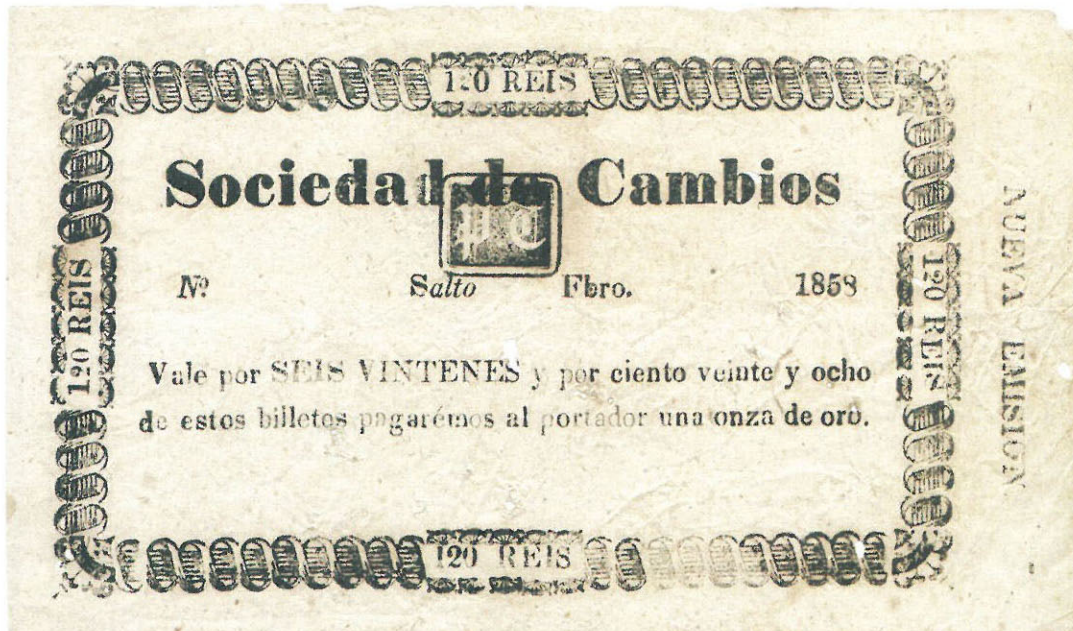 120 REIS
Sociedad de Cambios
PC
Nº Salto Fbro. 1858
Vale por SEIS VINTENES y por ciento veinte y ocho
de estos billetes pagarémos al portador una onza de oro.
120 REIS
120 REIS
120 REIS
NUEVA EMISION